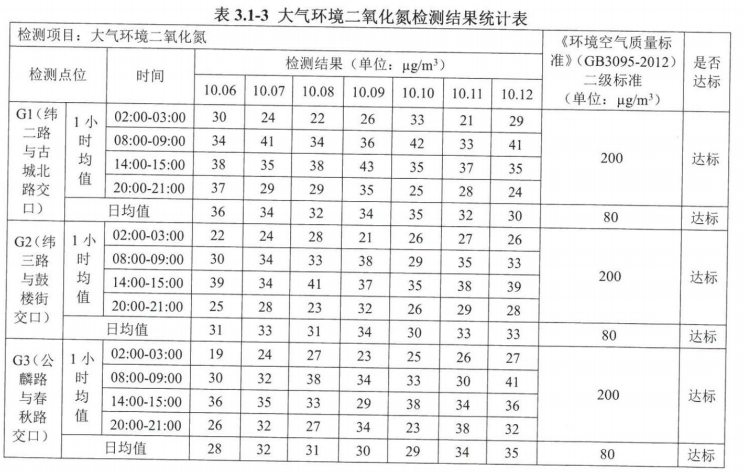 表 3.1-3 大气环境二氧化氮检测结果统计表
检测项目：大气环境二氧化氮 《环境空气质量标准》（GB3095-2012）二级标准（单位：μg/m³） 是否达标
检测点位 时间 检测结果（单位：μg/m³）
10.06 10.07 10.08 10.09 10.10 10.11 10.12
G1（纬二路与古城北路交口） 1小时均值 02:00-03:00 30 24 22 26 33 21 29 200 达标
08:00-09:00 34 41 34 36 42 33 41
14:00-15:00 38 35 38 43 35 37 35
20:00-21:00 37 29 29 35 25 28 24
日均值 36 34 32 34 35 32 30 80 达标
G2（纬三路与鼓楼街交口） 1小时均值 02:00-03:00 22 24 28 21 26 27 26 200 达标
08:00-09:00 30 34 33 38 29 35 33
14:00-15:00 39 34 41 37 35 38 39
20:00-21:00 25 28 23 32 26 29 28
日均值 31 33 31 34 30 33 33 80 达标
G3（公麟路与春秋路交口） 1小时均值 02:00-03:00 19 24 27 23 25 26 27 200 达标
08:00-09:00 30 32 38 34 33 30 41
14:00-15:00 36 35 33 29 38 34 36
20:00-21:00 26 32 27 34 23 38 32
日均值 28 32 31 30 29 34 35 80 达标